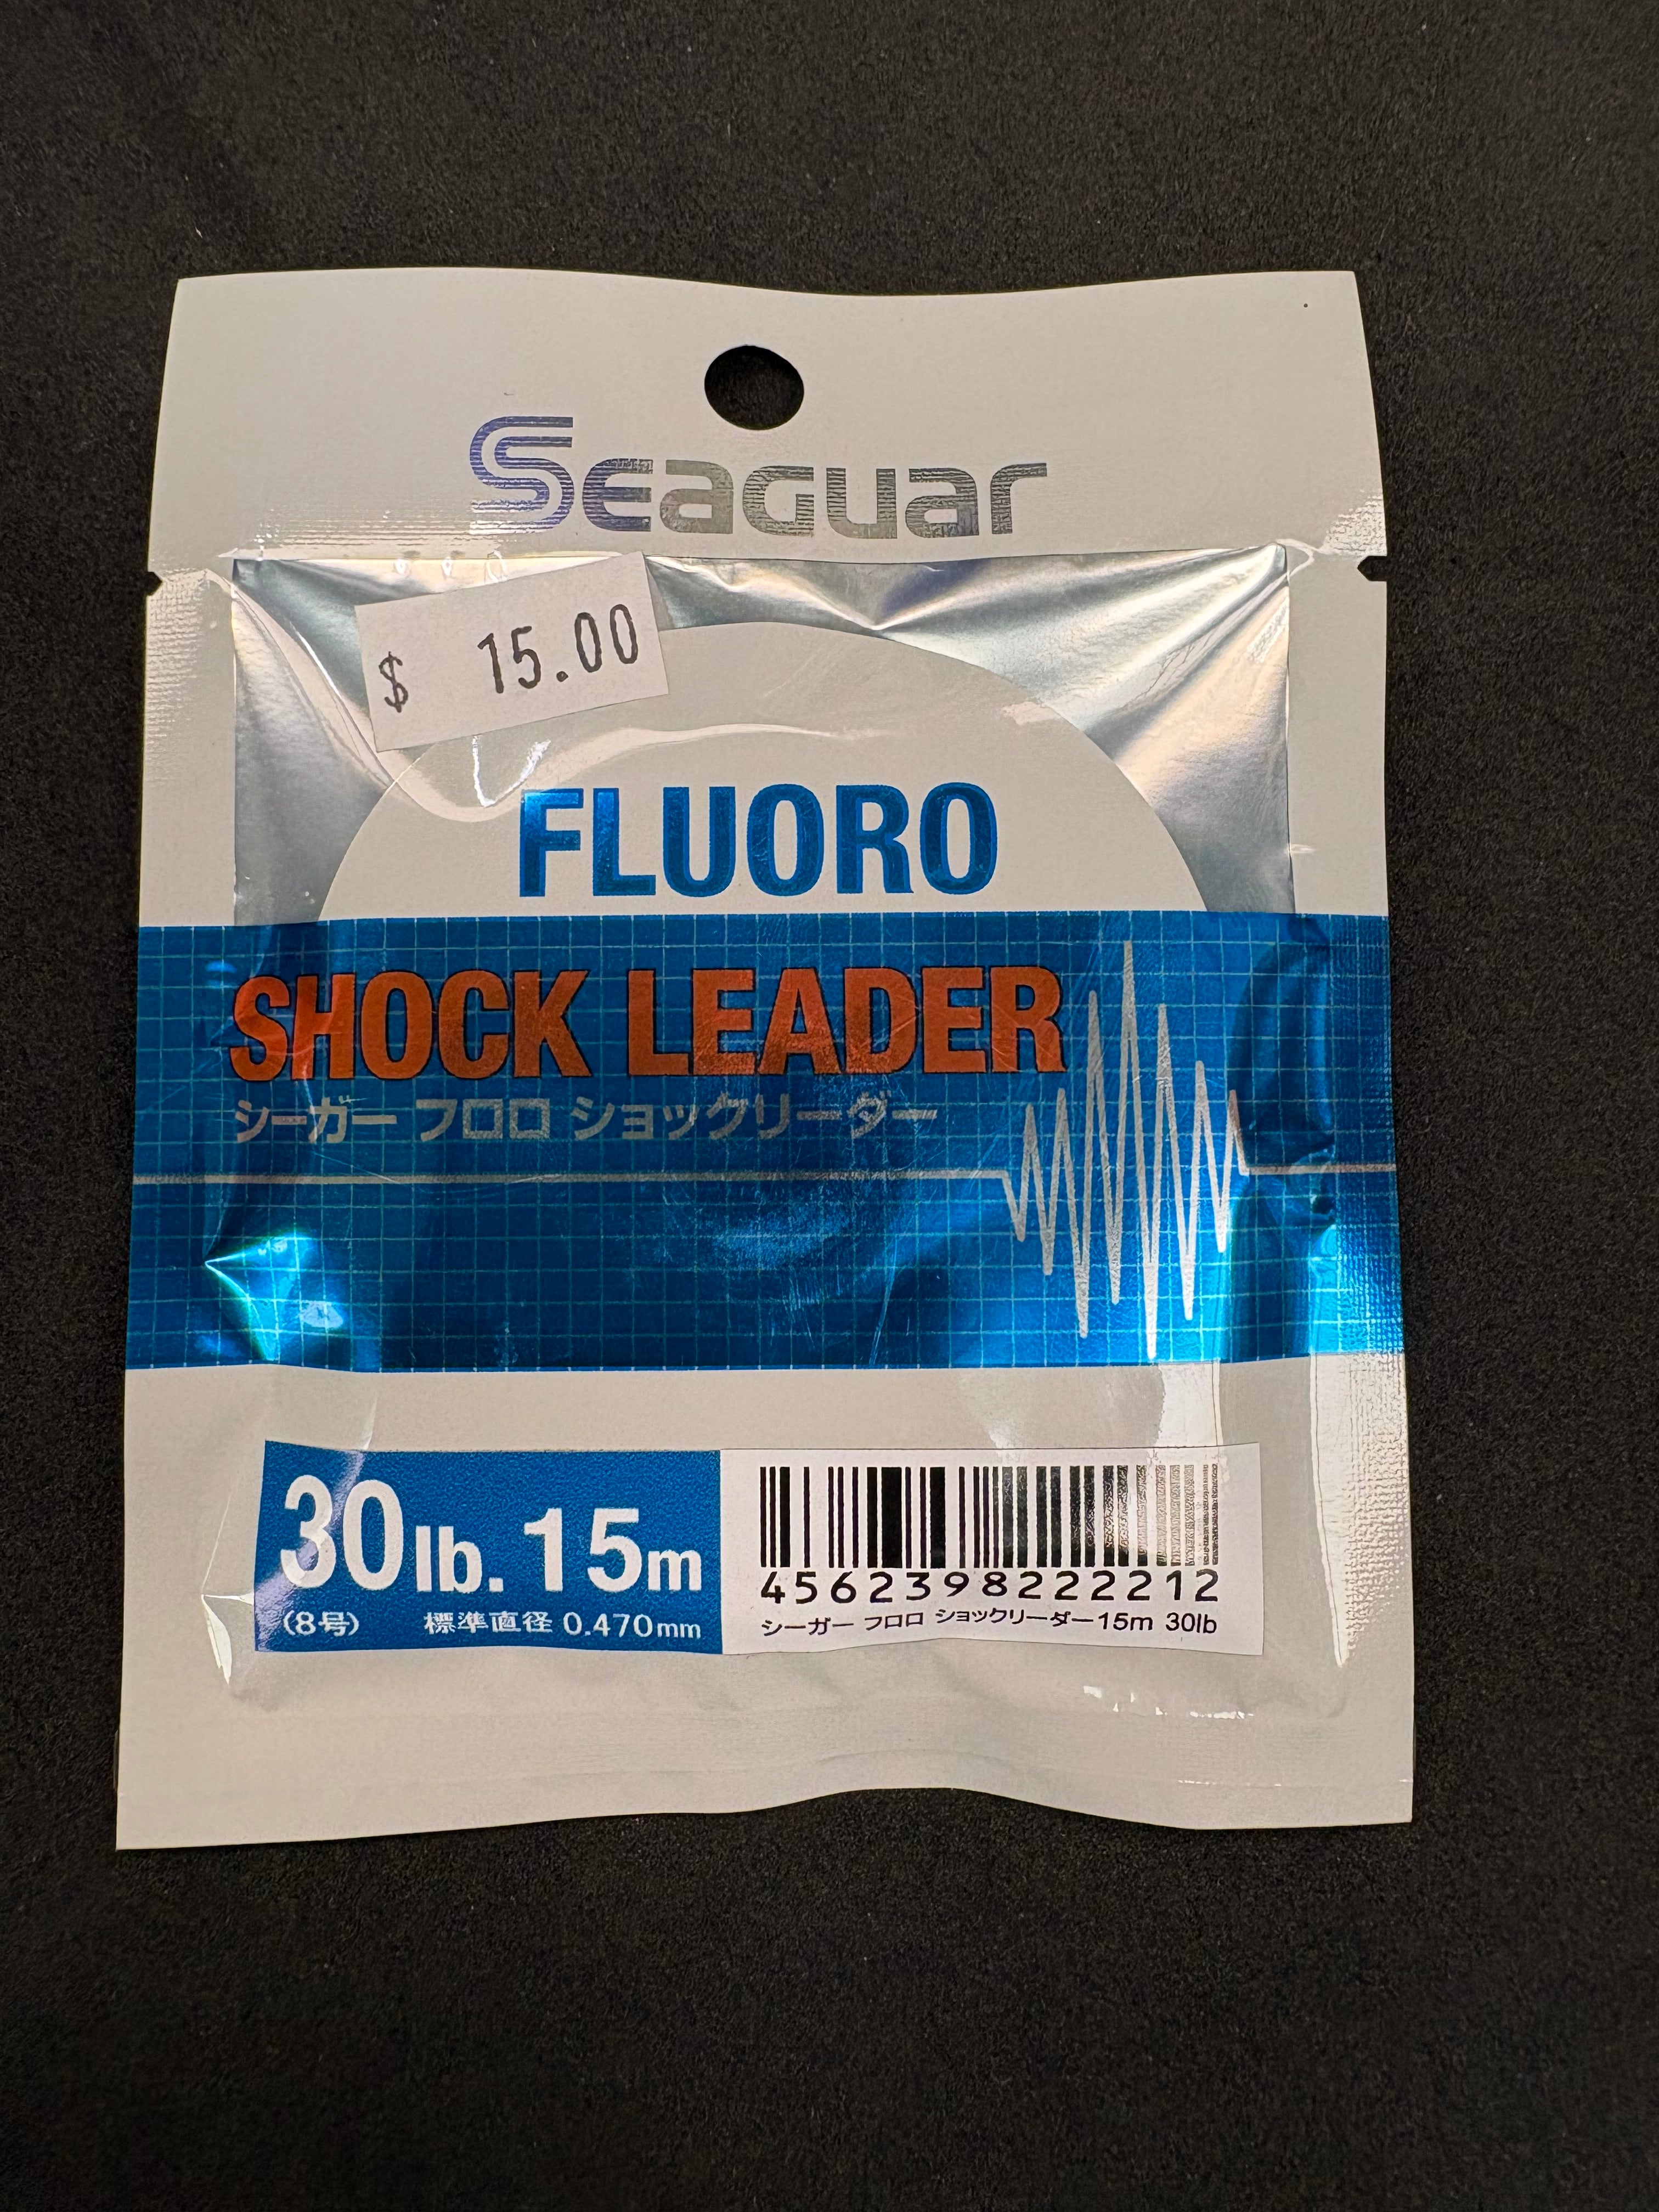 Seaguar
$ 15.00
FLUORO
SHOCK LEADER
シーガー フロロ ショックリーダー
30lb. 15m
(8号) 標準直径 0.470mm
4562398222212
シーガー フロロ ショックリーダー15m 30lb